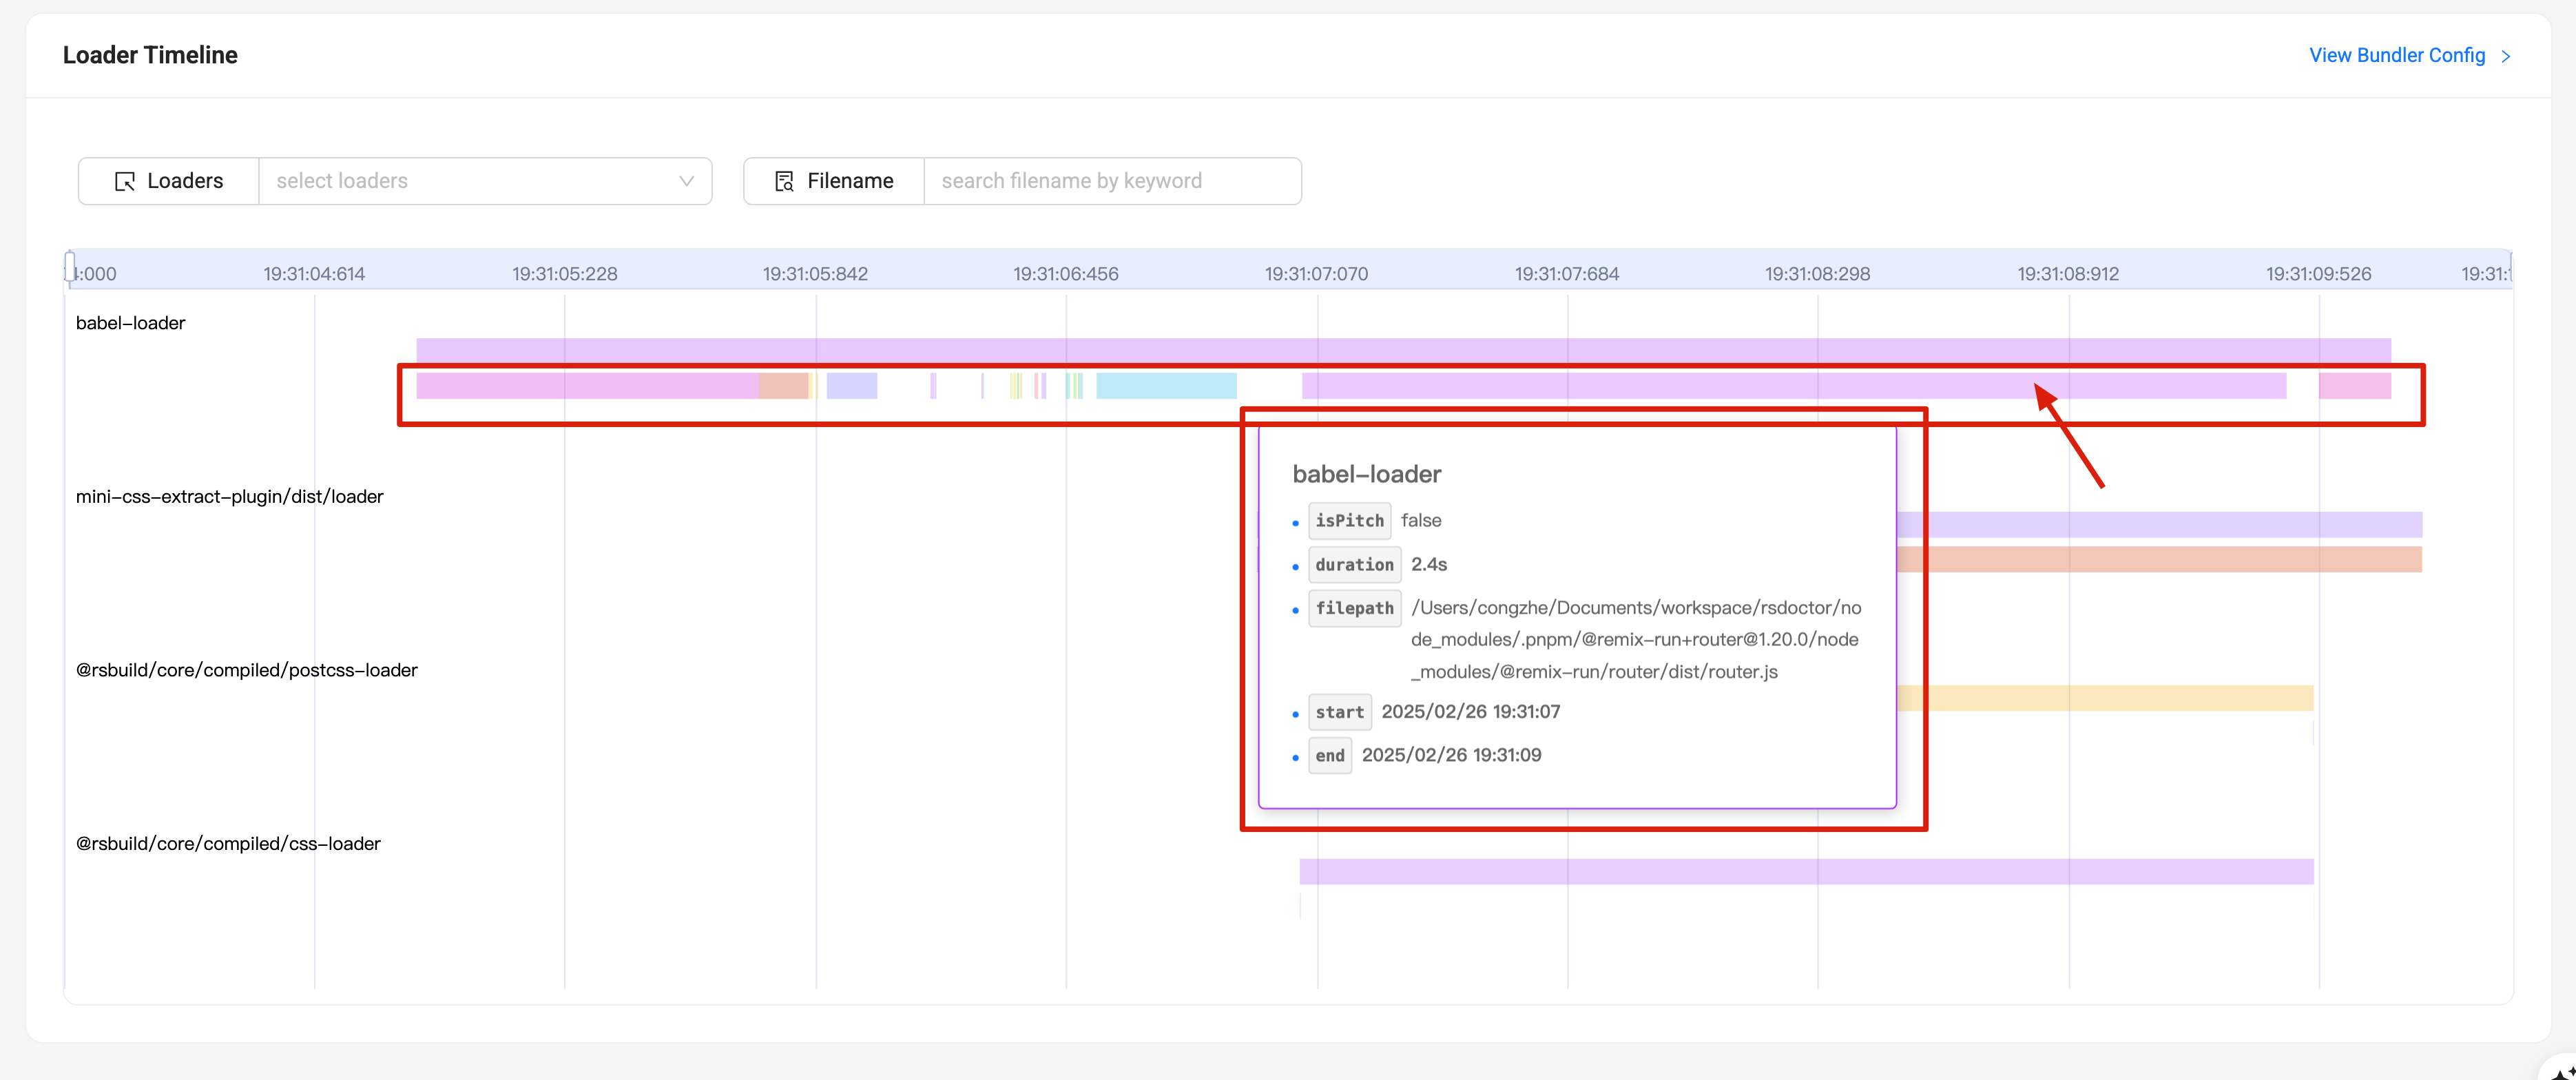 Loader Timeline
View Bundler Config
Loaders select loaders
Filename search filename by keyword
:000 19:31:04:614 19:31:05:228 19:31:05:842 19:31:06:456 19:31:07:070 19:31:07:684 19:31:08:298 19:31:08:912 19:31:09:526 19:31:
babel-loader
mini-css-extract-plugin/dist/loader
@rsbuild/core/compiled/postcss-loader
@rsbuild/core/compiled/css-loader
babel-loader
isPitch false
duration 2.4s
filepath /Users/congzhe/Documents/workspace/rsdoctor/no
de_modules/.pnpm/@remix-run+router@1.20.0/node
_modules/@remix-run/router/dist/router.js
start 2025/02/26 19:31:07
end 2025/02/26 19:31:09